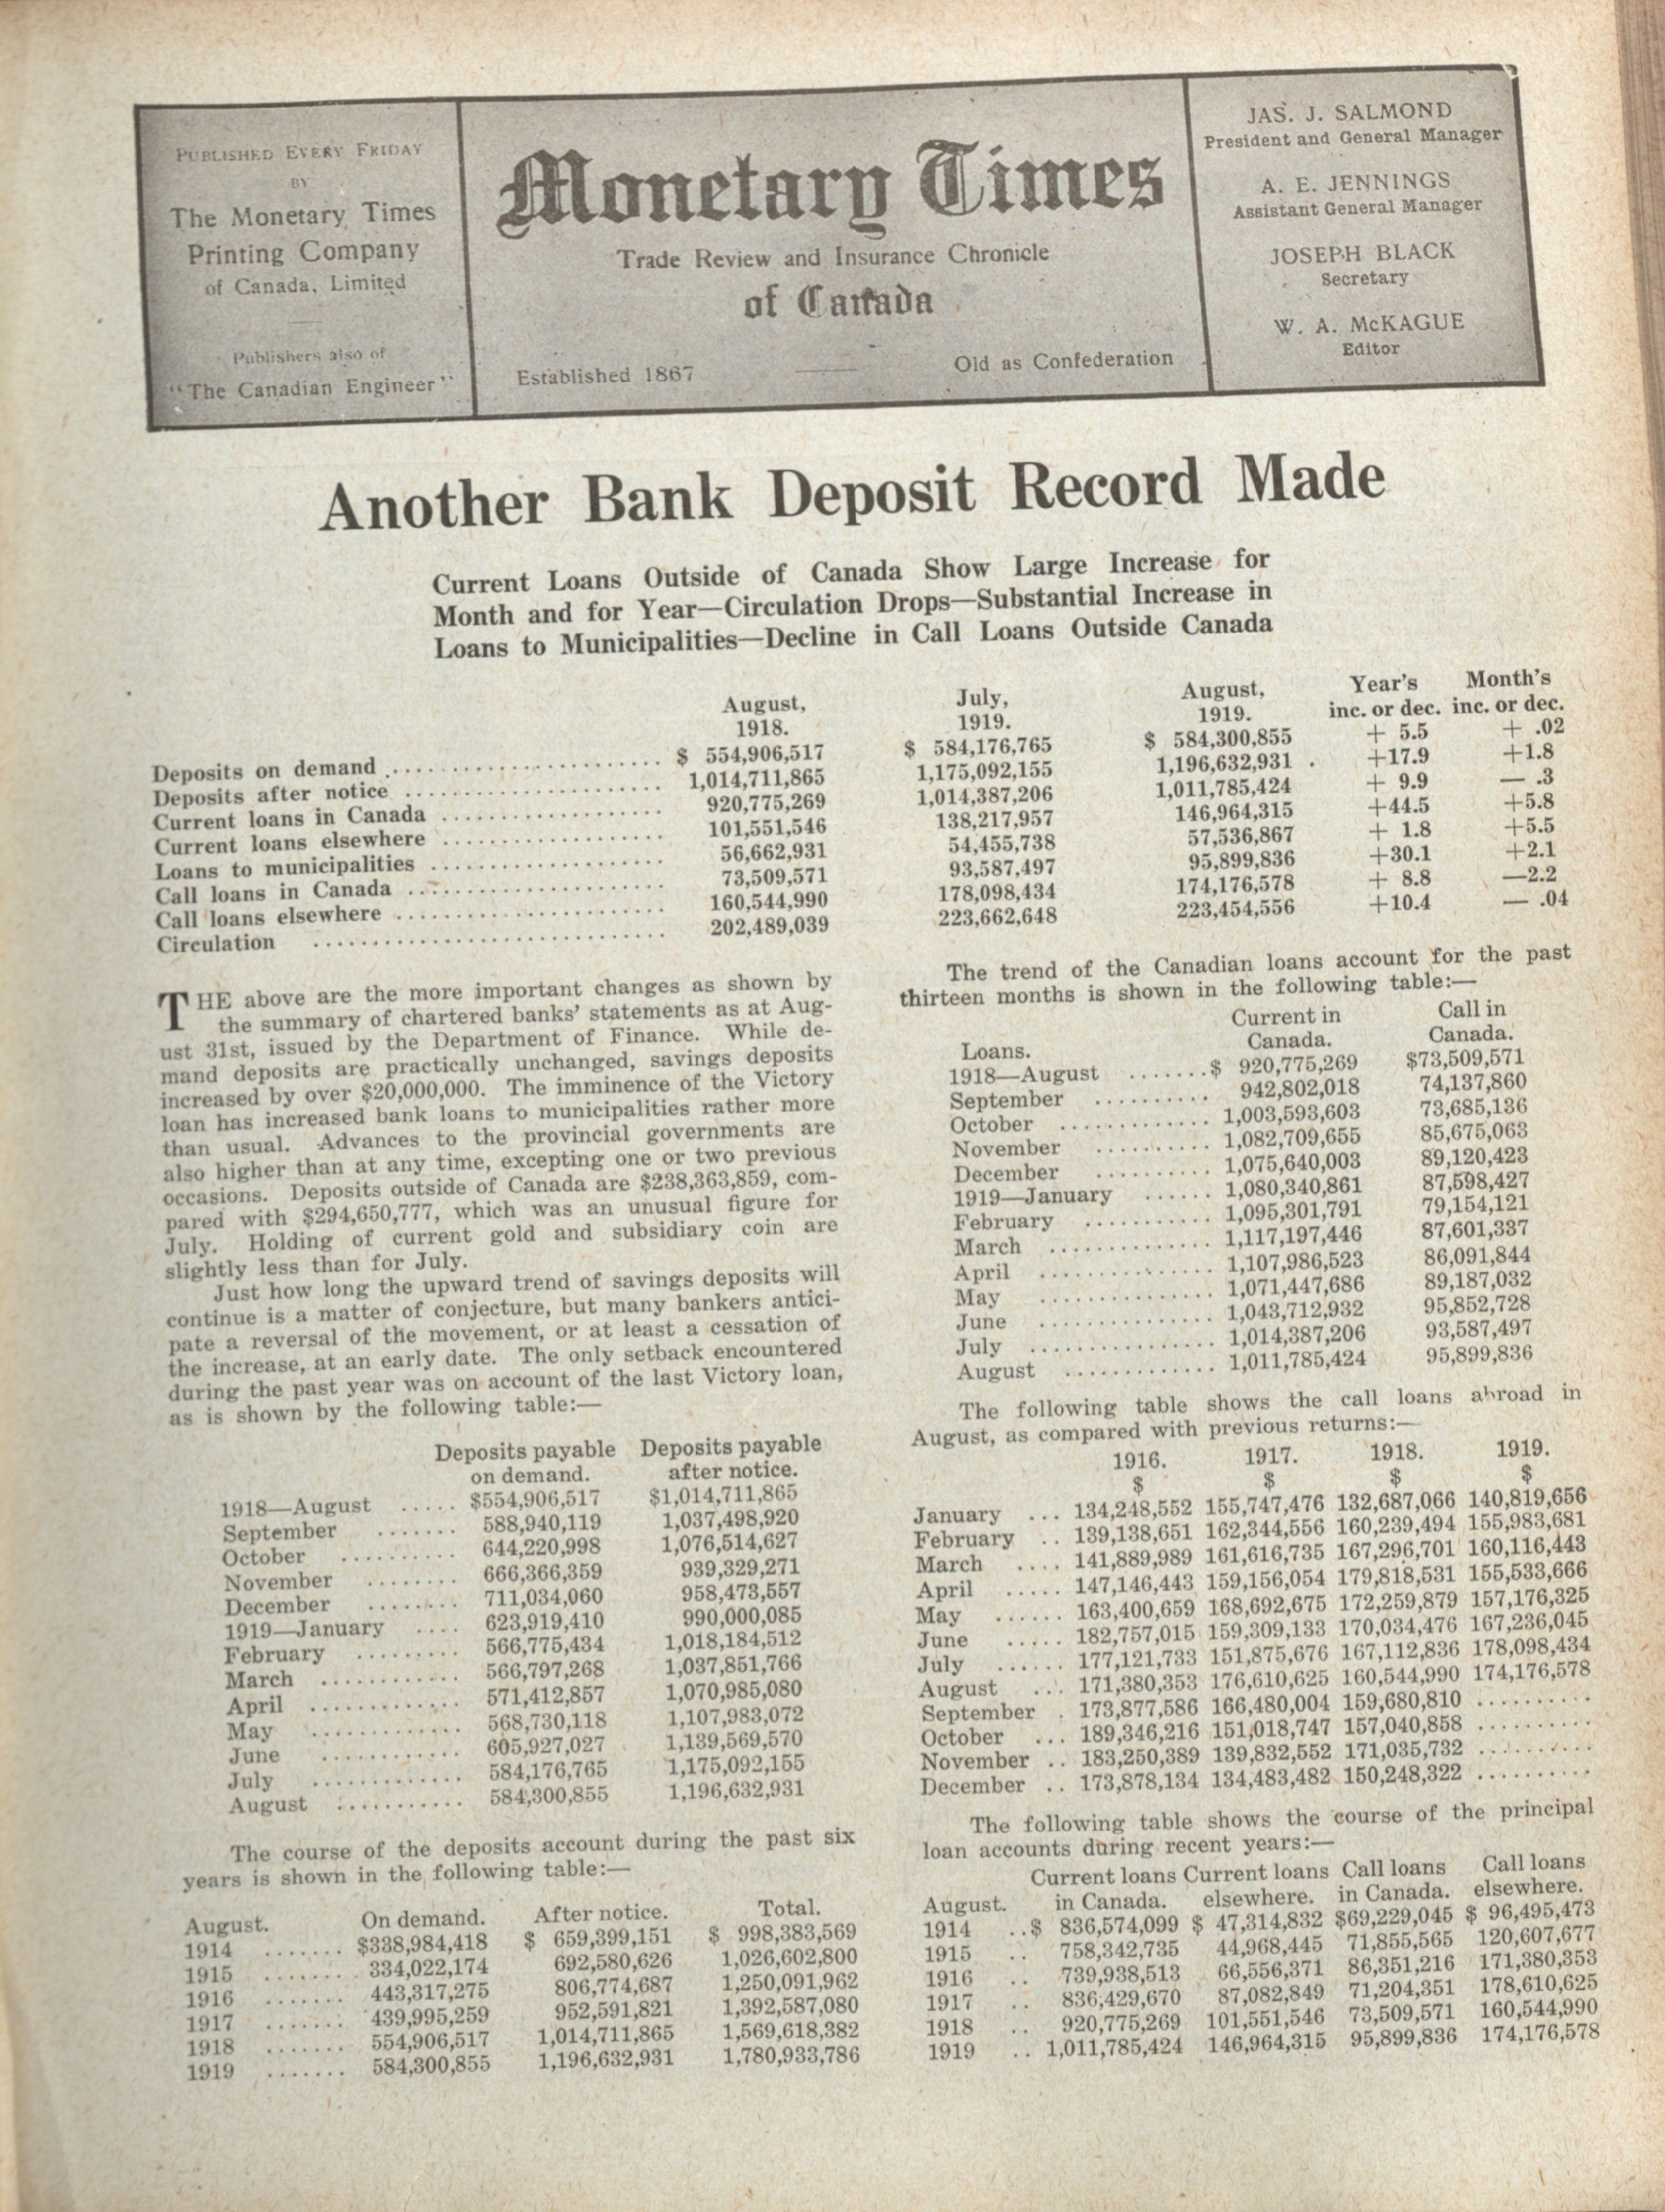 PUBLISHED EVERY FRIDAY
BY
The Monetary Times
Printing Company
of Canada, Limited
Publishers also of
"The Canadian Engineer"
Monetary Times
Trade Review and Insurance Chronicle
of Canada
Established 1867
Old as Confederation
JAS. J. SALMOND
President and General Manager
A. E. JENNINGS
Assistant General Manager
JOSEPH BLACK
Secretary
W. A. McKAGUE
Editor
Another Bank Deposit Record Made
Current Loans Outside of Canada Show Large Increase for
Month and for Year—Circulation Drops—Substantial Increase in
Loans to Municipalities—Decline in Call Loans Outside Canada
August, July, August, Year's Month's
1918. 1919. 1919. inc. or dec. inc. or dec.
Deposits on demand ........................ $ 554,906,517 $ 584,176,765 $ 584,300,855 + 5.5 + .02
Deposits after notice ...................... 1,014,711,865 1,175,092,155 1,196,632,931 . +17.9 +1.8
Current loans in Canada ................... 920,775,269 1,014,387,206 1,011,785,424 + 9.9 — .3
Current loans elsewhere ................... 101,551,546 138,217,957 146,964,315 +44.5 +5.8
Loans to municipalities .................... 56,662,931 54,455,738 57,536,867 + 1.8 +5.5
Call loans in Canada ...................... 73,509,571 93,587,497 95,899,836 +30.1 +2.1
Call loans elsewhere ....................... 160,544,990 178,098,434 174,176,578 + 8.8 —2.2
Circulation .............................. 202,489,039 223,662,648 223,454,556 +10.4 — .04
THE above are the more important changes as shown by
the summary of chartered banks' statements as at Aug-
ust 31st, issued by the Department of Finance. While de-
mand deposits are practically unchanged, savings deposits
increased by over $20,000,000. The imminence of the Victory
loan has increased bank loans to municipalities rather more
than usual. Advances to the provincial governments are
also higher than at any time, excepting one or two previous
occasions. Deposits outside of Canada are $238,363,859, com-
pared with $294,650,777, which was an unusual figure for
July. Holding of current gold and subsidiary coin are
slightly less than for July.
Just how long the upward trend of savings deposits will
continue is a matter of conjecture, but many bankers antici-
pate a reversal of the movement, or at least a cessation of
the increase, at an early date. The only setback encountered
during the past year was on account of the last Victory loan,
as is shown by the following table:—
Deposits payable Deposits payable
on demand. after notice.
1918—August ..... $554,906,517 $1,014,711,865
September ....... 588,940,119 1,037,498,920
October .......... 644,220,998 1,076,514,627
November ........ 666,366,359 939,329,271
December ........ 711,034,060 958,473,557
1919—January .... 623,919,410 990,000,085
February ......... 566,775,434 1,018,184,512
March ............ 566,797,268 1,037,851,766
April ............. 571,412,857 1,070,985,080
May ............. 568,730,118 1,107,983,072
June ............ 605,927,027 1,139,569,570
July ............. 584,176,765 1,175,092,155
August ........... 584,300,855 1,196,632,931
The course of the deposits account during the past six
years is shown in the following table:—
August. On demand. After notice. Total.
1914 ....... $338,984,418 $ 659,399,151 $ 998,383,569
1915 ....... 334,022,174 692,580,626 1,026,602,800
1916 ....... 443,317,275 806,774,687 1,250,091,962
1917 ....... 439,995,259 952,591,821 1,392,587,080
1918 ....... 554,906,517 1,014,711,865 1,569,618,382
1919 ....... 584,300,855 1,196,632,931 1,780,933,786
The trend of the Canadian loans account for the past
thirteen months is shown in the following table:—
Current in Call in
Loans. Canada. Canada.
1918—August .......$ 920,775,269 $73,509,571
September .......... 942,802,018 74,137,860
October ............. 1,003,593,603 73,685,136
November .......... 1,082,709,655 85,675,063
December .......... 1,075,640,003 89,120,423
1919—January ...... 1,080,340,861 87,598,427
February ........... 1,095,301,791 79,154,121
March .............. 1,117,197,446 87,601,337
April ............... 1,107,986,523 86,091,844
May ............... 1,071,447,686 89,187,032
June ............... 1,043,712,932 95,852,728
July ................ 1,014,387,206 93,587,497
August ............. 1,011,785,424 95,899,836
The following table shows the call loans abroad in
August, as compared with previous returns:—
1916. 1917. 1918. 1919.
$ $ $ $
January ... 134,248,552 155,747,476 132,687,066 140,819,656
February .. 139,138,651 162,344,556 160,239,494 155,983,681
March .... 141,889,989 161,616,735 167,296,701 160,116,443
April ..... 147,146,443 159,156,054 179,818,531 155,533,666
May ...... 163,400,659 168,692,675 172,259,879 157,176,325
June ..... 182,757,015 159,309,133 170,034,476 167,236,045
July ...... 177,121,733 151,875,676 167,112,836 178,098,434
August ... 171,380,353 176,610,625 160,544,990 174,176,578
September . 173,877,586 166,480,004 159,680,810 ..........
October ... 189,346,216 151,018,747 157,040,858 ..........
November .. 183,250,389 139,832,552 171,035,732 ..........
December .. 173,878,134 134,483,482 150,248,322 ..........
The following table shows the course of the principal
loan accounts during recent years:—
Current loans Current loans Call loans Call loans
August. in Canada. elsewhere. in Canada. elsewhere.
1914 ..$ 836,574,099 $ 47,314,832 $69,229,045 $ 96,495,473
1915 .. 758,342,735 44,968,445 71,855,565 120,607,677
1916 .. 739,938,513 66,556,371 86,351,216 171,380,353
1917 .. 836,429,670 87,082,849 71,204,351 178,610,625
1918 .. 920,775,269 101,551,546 73,509,571 160,544,990
1919 .. 1,011,785,424 146,964,315 95,899,836 174,176,578